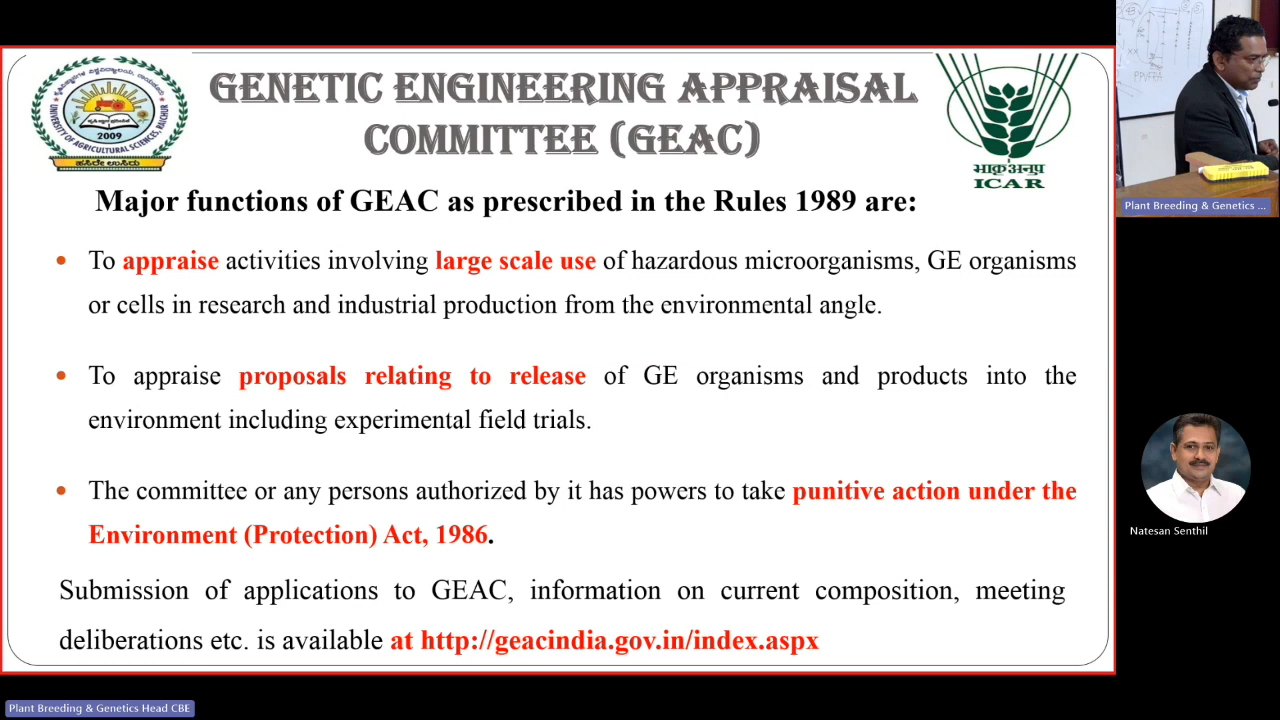 GENETIC ENGINEERING APPRAISAL
COMMITTEE (GEAC)
UNIVERSITY OF AGRICULTURAL SCIENCES, RAICHUR
2009
ಹಸಿರೇ ಉಸಿರು
भाकृअनुप
ICAR
Major functions of GEAC as prescribed in the Rules 1989 are:
• To appraise activities involving large scale use of hazardous microorganisms, GE organisms
or cells in research and industrial production from the environmental angle.
• To appraise proposals relating to release of GE organisms and products into the
environment including experimental field trials.
• The committee or any persons authorized by it has powers to take punitive action under the
Environment (Protection) Act, 1986.
Submission of applications to GEAC, information on current composition, meeting
deliberations etc. is available at http://geacindia.gov.in/index.aspx
PPVFRA
Plant Breeding & Genetics ...
Natesan Senthil
Plant Breeding & Genetics Head CBE